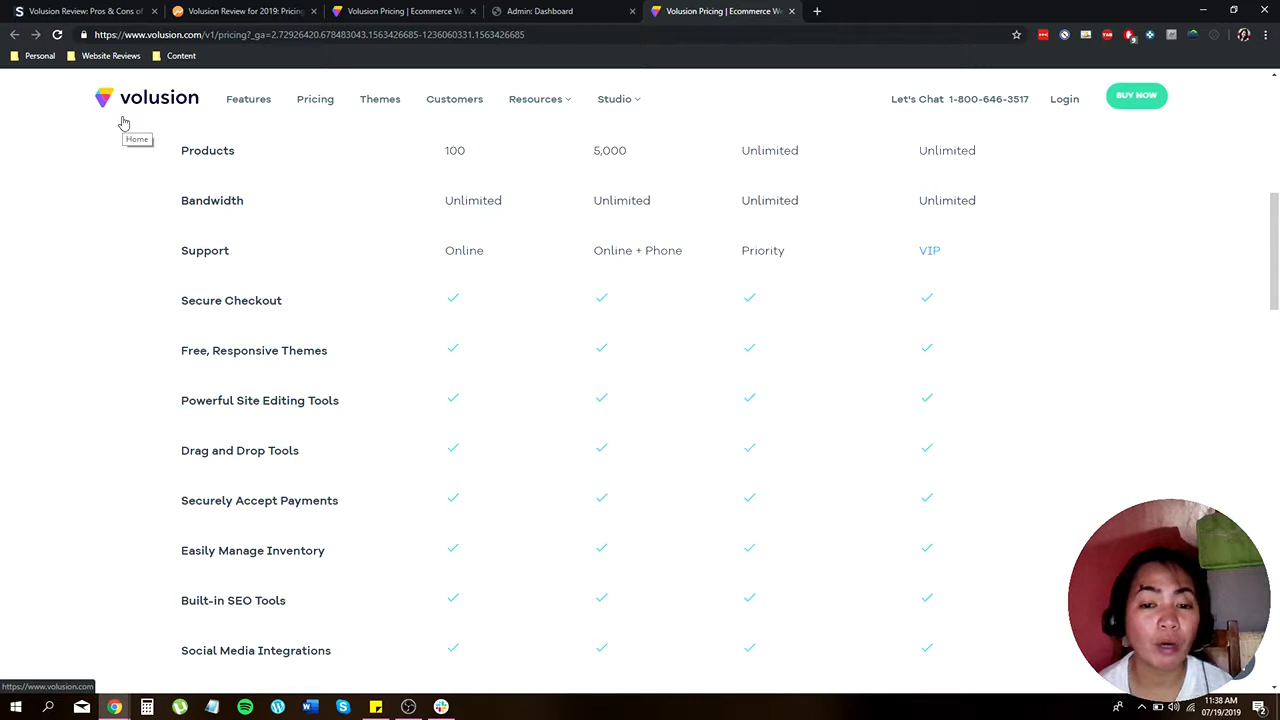 Volusion Review: Pros & Cons of
Volusion Review for 2019: Pricing
Volusion Pricing | Ecommerce We
Admin: Dashboard
Volusion Pricing | Ecommerce We
https://www.volusion.com/v1/pricing?_ga=2.72926420.678483043.1563426685-1236060331.1563426685
Personal
Website Reviews
Content
volusion
Features
Pricing
Themes
Customers
Resources
Studio
Let's Chat 1-800-646-3517
Login
BUY NOW
Home
Products 100 5,000 Unlimited Unlimited
Bandwidth Unlimited Unlimited Unlimited Unlimited
Support Online Online + Phone Priority VIP
Secure Checkout
Free, Responsive Themes
Powerful Site Editing Tools
Drag and Drop Tools
Securely Accept Payments
Easily Manage Inventory
Built-in SEO Tools
Social Media Integrations
https://www.volusion.com
11:38 AM
07/19/2019